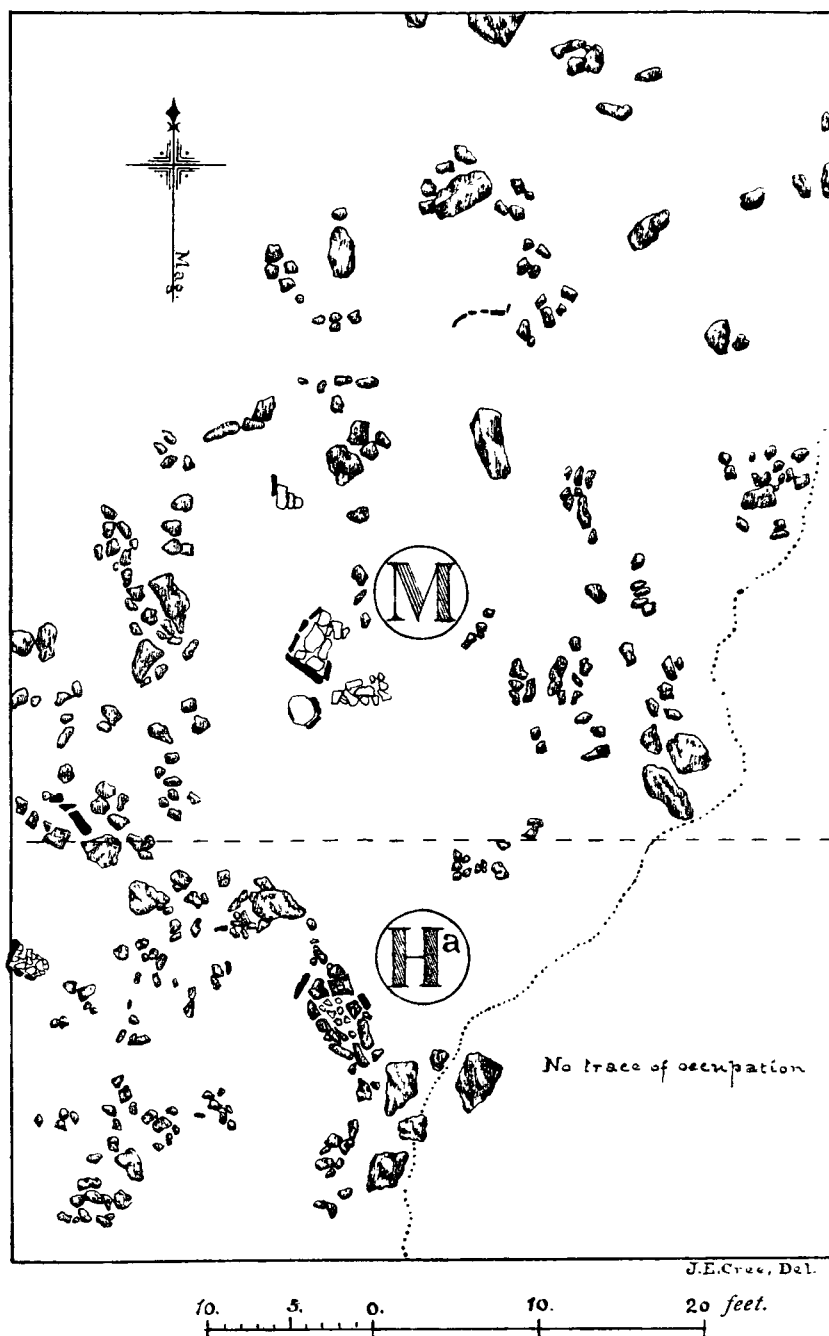 Mag.
M
Hª
No trace of occupation
J.E.Cree, Del.
10. 5. 0. 10. 20 feet.